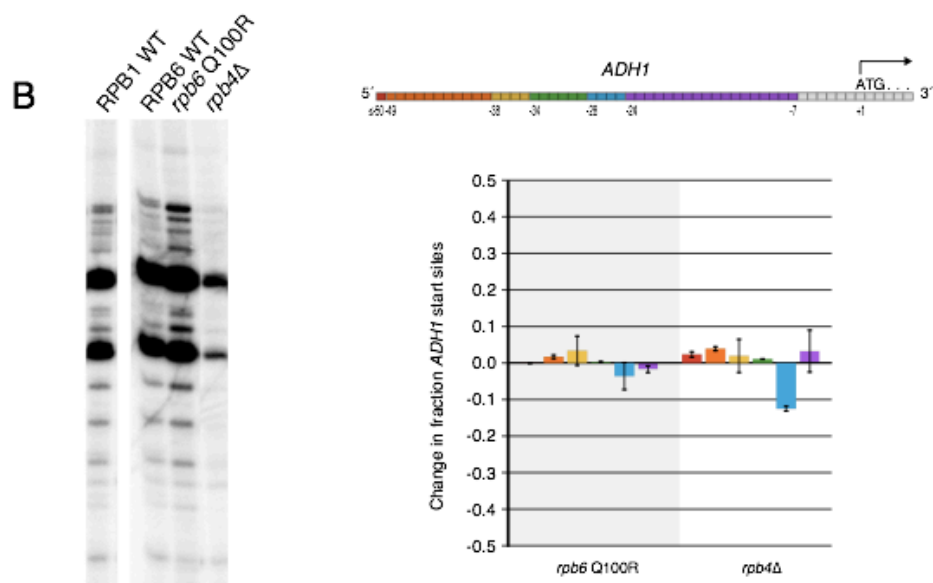 B
RPB1 WT
RPB6 WT
rpb6 Q100R
rpb4Δ
ADH1
ATG...
5´ 3´
-38 -34 -24 -7 +1
0.5
0.4
0.3
0.2
0.1
0.0
-0.1
-0.2
-0.3
-0.4
-0.5
Change in fraction ADH1 start sites
rpb6 Q100R
rpb4Δ